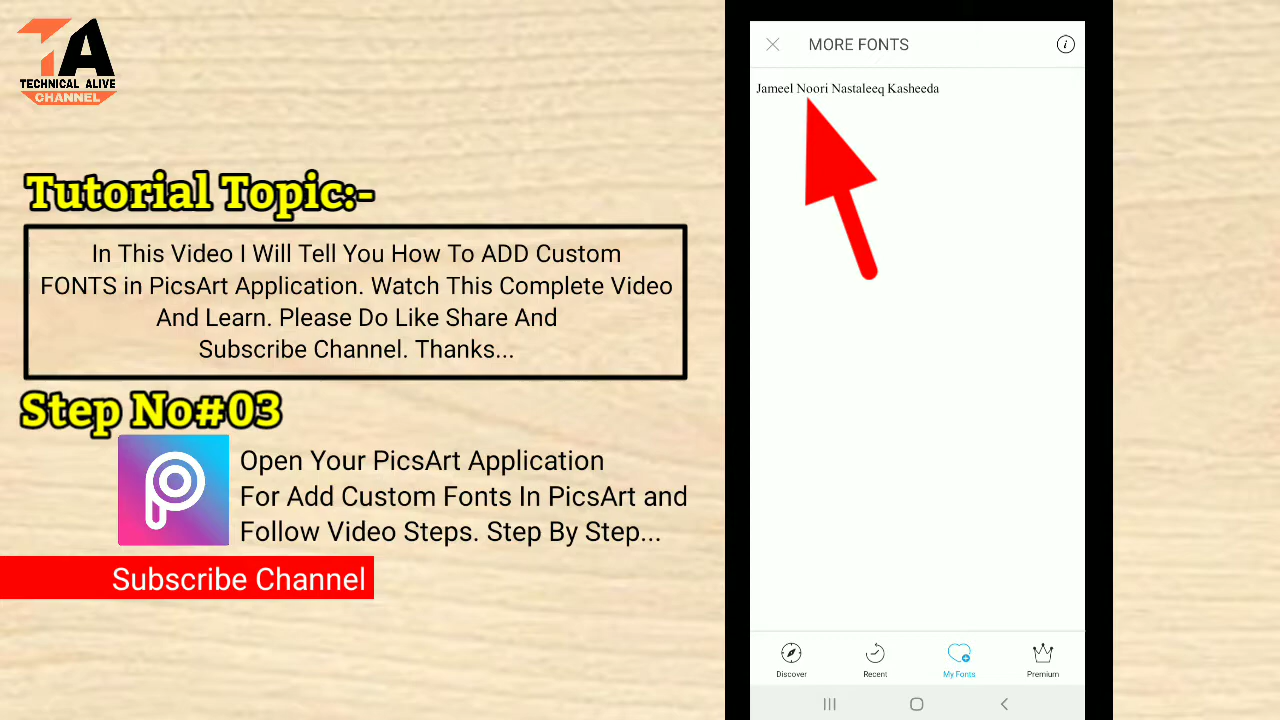 TA
TECHNICAL ALIVE
CHANNEL
Tutorial Topic:-
In This Video I Will Tell You How To ADD Custom
FONTS in PicsArt Application. Watch This Complete Video
And Learn. Please Do Like Share And
Subscribe Channel. Thanks...
Step No#03
Open Your PicsArt Application
For Add Custom Fonts In PicsArt and
Follow Video Steps. Step By Step...
Subscribe Channel
MORE FONTS
Jameel Noori Nastaleeq Kasheeda
Discover
Recent
My Fonts
Premium